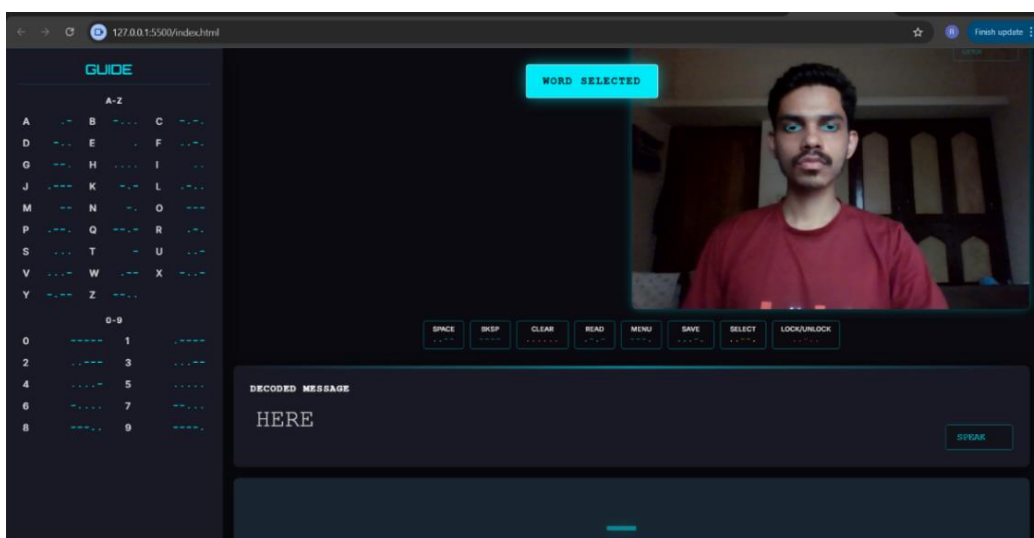 127.0.0.1:5500/index.html
R
Finish update
GUIDE
WORD SELECTED
A-Z
A .- B -... C -.-.
D -.. E . F ..-.
G --. H .... I ..
J .--- K -.- L .-..
M -- N -. O ---
P .--. Q --.- R .-.
S ... T - U ..-
V ...- W .-- X -..-
Y -.-- Z --..
0-9
0 ----- 1 .----
2 ..--- 3 ...--
4 ....- 5 .....
6 -.... 7 --...
8 ---.. 9 ----.
SPACE BKSP CLEAR READ MENU SAVE SELECT LOCK/UNLOCK
..-- ---- ...... .-.- ---. ...-. ..--. ..-..
DECODED MESSAGE
HERE
SPEAK